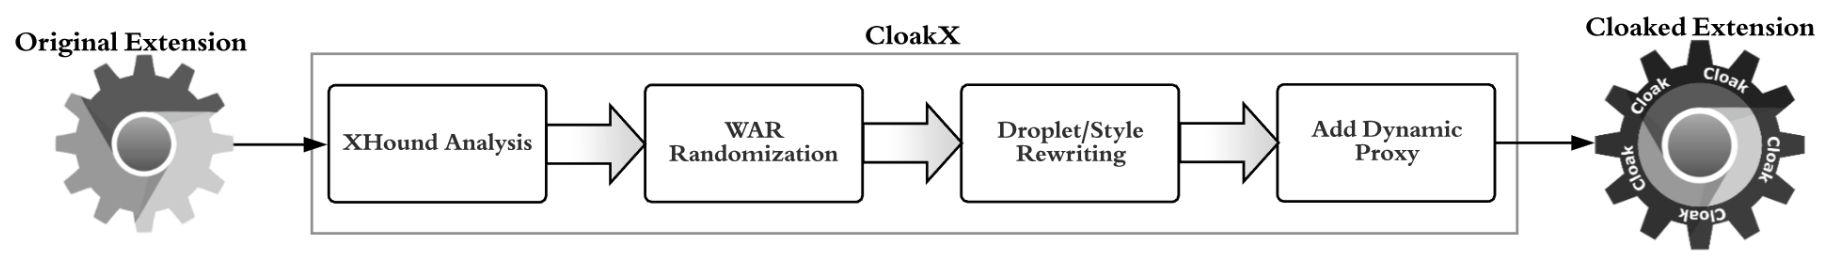 Original Extension
CloakX
Cloaked Extension
XHound Analysis
WAR
Randomization
Droplet/Style
Rewriting
Add Dynamic
Proxy
Cloak
Cloak
Cloak
Cloak
Cloak